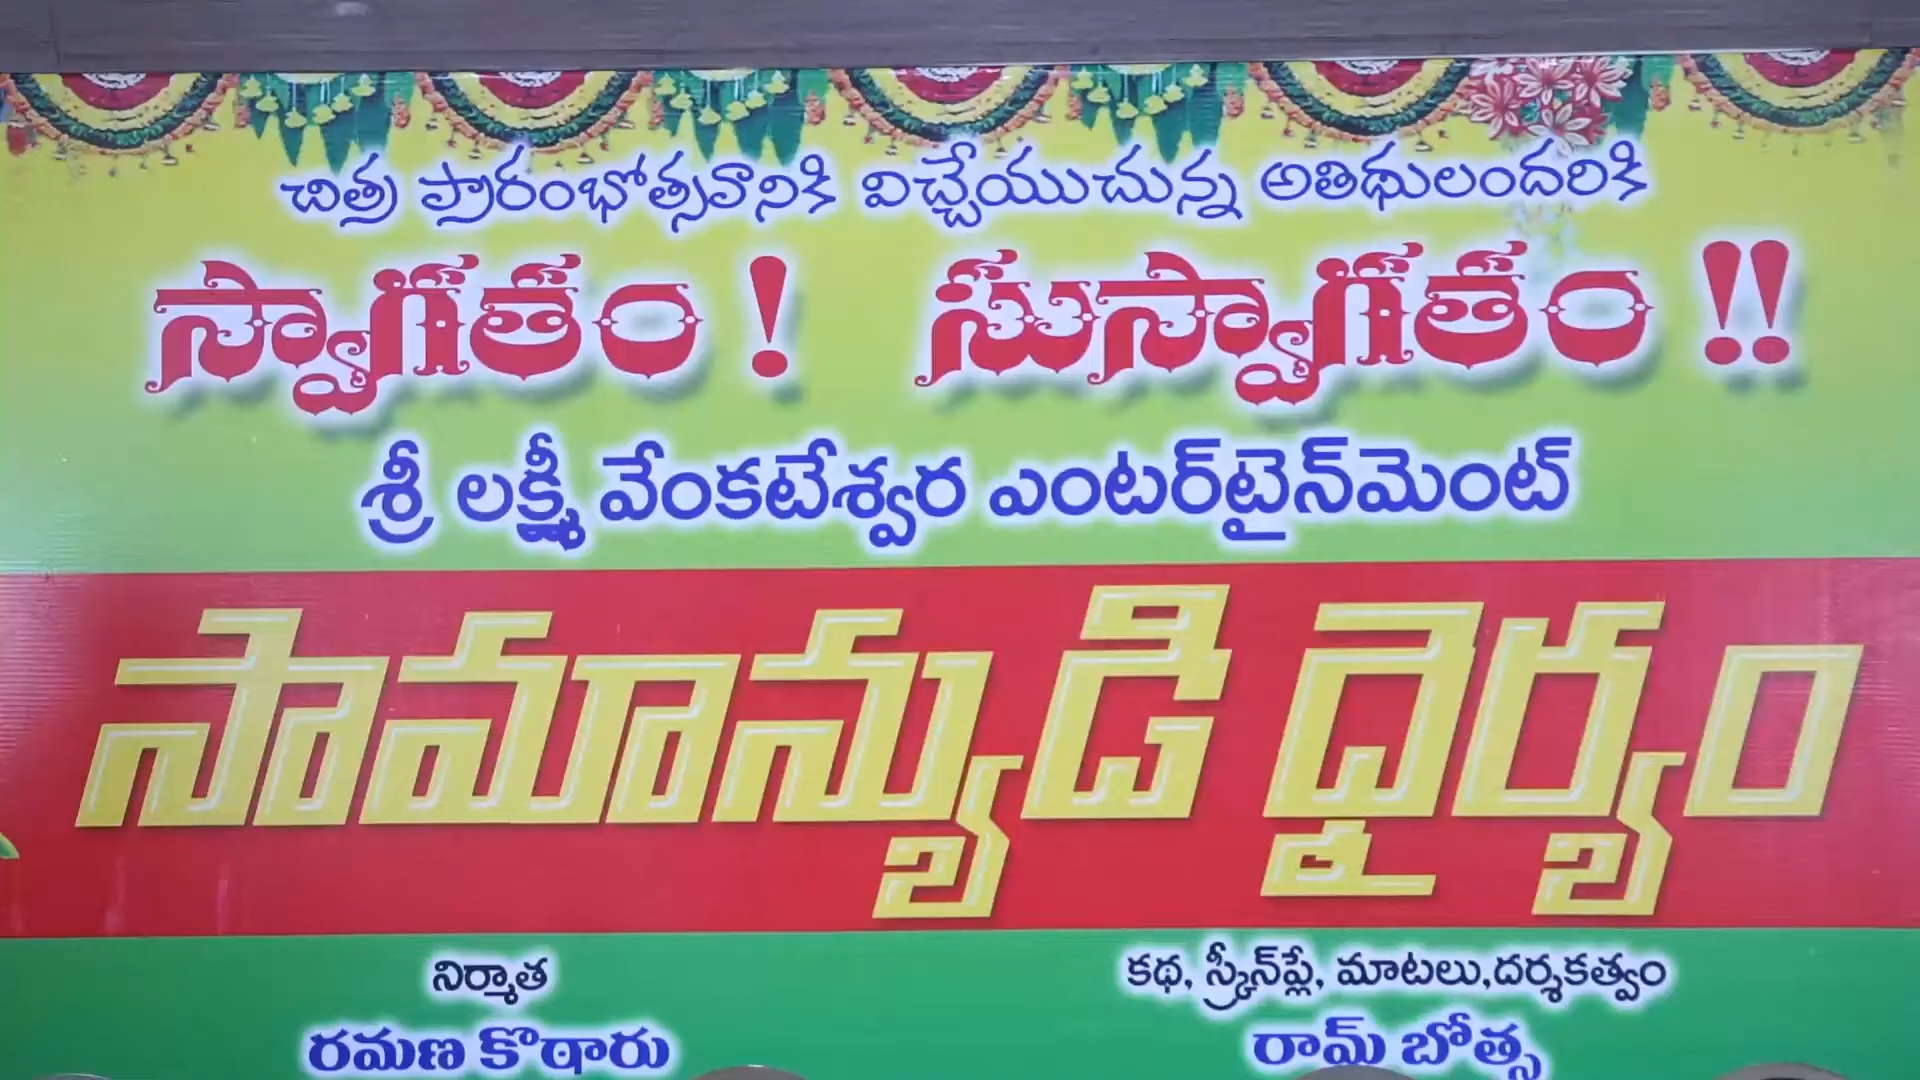 చిత్ర ప్రారంభోత్సవానికి విచ్చేయుచున్న అతిథులందరికి
స్వాగతం ! సుస్వాగతం !!
శ్రీ లక్ష్మీ వేంకటేశ్వర ఎంటర్‌టైన్‌మెంట్
సామాన్యుడి ధైర్యం
నిర్మాత
రమణ కొఠారు
కథ, స్క్రీన్‌ప్లే, మాటలు,దర్శకత్వం
రామ్ బోత్స